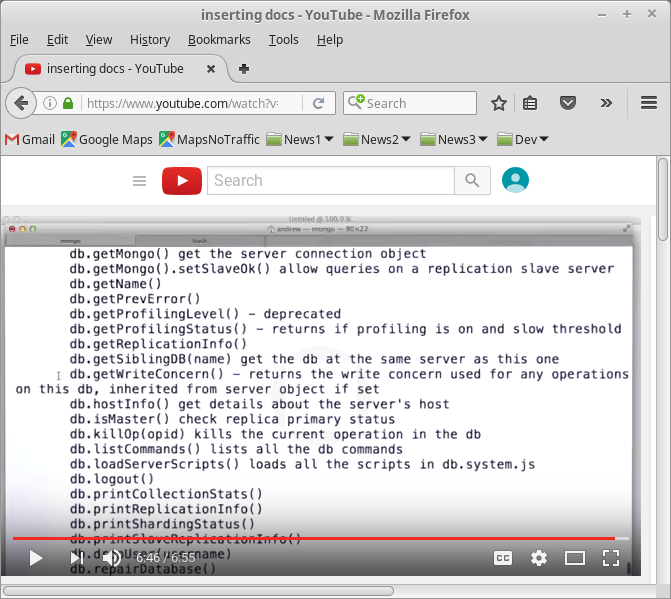 inserting docs - YouTube - Mozilla Firefox
File Edit View History Bookmarks Tools Help
inserting docs - YouTube
https://www.youtube.com/watch?v=
Search
Gmail Google Maps MapsNoTraffic News1 News2 News3 Dev
Search
Untitled @ 100.0 %
andrew — mongo — 80×22
mongo bash
db.getMongo() get the server connection object
db.getMongo().setSlaveOk() allow queries on a replication slave server
db.getName()
db.getPrevError()
db.getProfilingLevel() - deprecated
db.getProfilingStatus() - returns if profiling is on and slow threshold
db.getReplicationInfo()
db.getSiblingDB(name) get the db at the same server as this one
db.getWriteConcern() - returns the write concern used for any operations
on this db, inherited from server object if set
db.hostInfo() get details about the server's host
db.isMaster() check replica primary status
db.killOp(opid) kills the current operation in the db
db.listCommands() lists all the db commands
db.loadServerScripts() loads all the scripts in db.system.js
db.logout()
db.printCollectionStats()
db.printReplicationInfo()
db.printShardingStatus()
db.printSlaveReplicationInfo()
db.dropUser(username)
db.repairDatabase()
6:46 / 6:55
CC